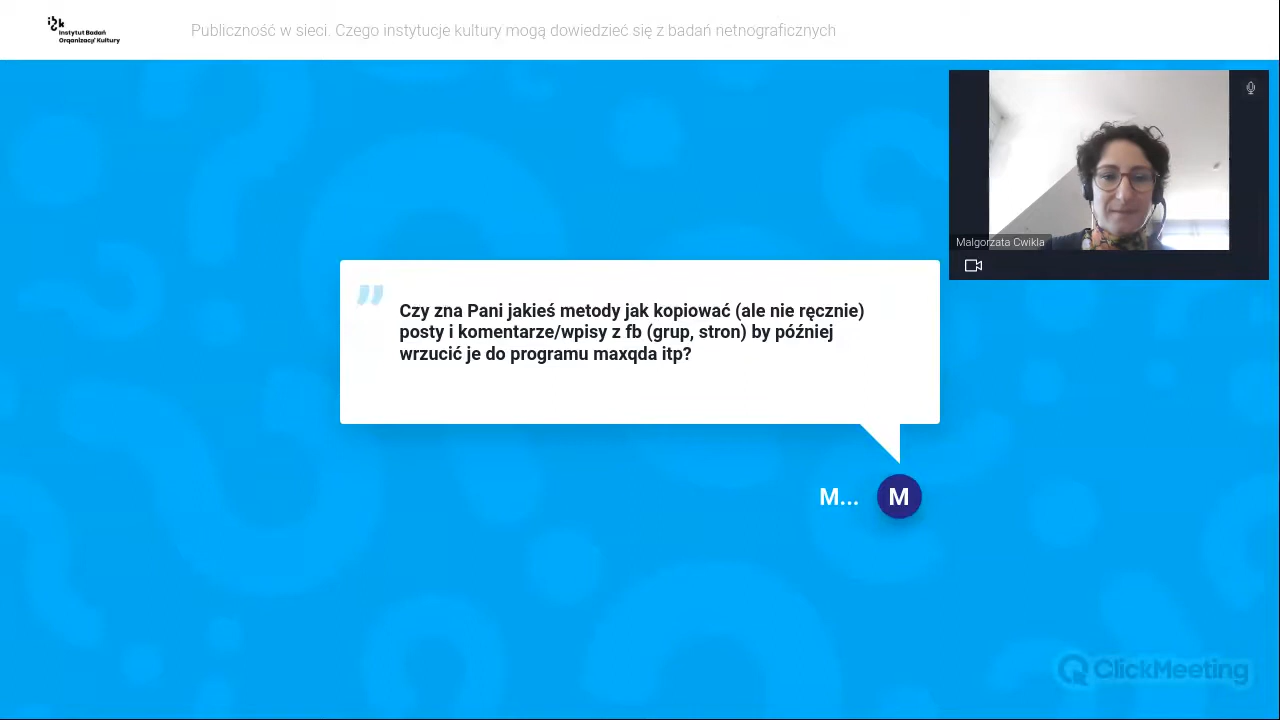 Instytut Badań
Organizacji Kultury
Publiczność w sieci. Czego instytucje kultury mogą dowiedzieć się z badań netnograficznych
Malgorzata Cwikla
Czy zna Pani jakieś metody jak kopiować (ale nie ręcznie)
posty i komentarze/wpisy z fb (grup, stron) by później
wrzucić je do programu maxqda itp?
M... M
ClickMeeting